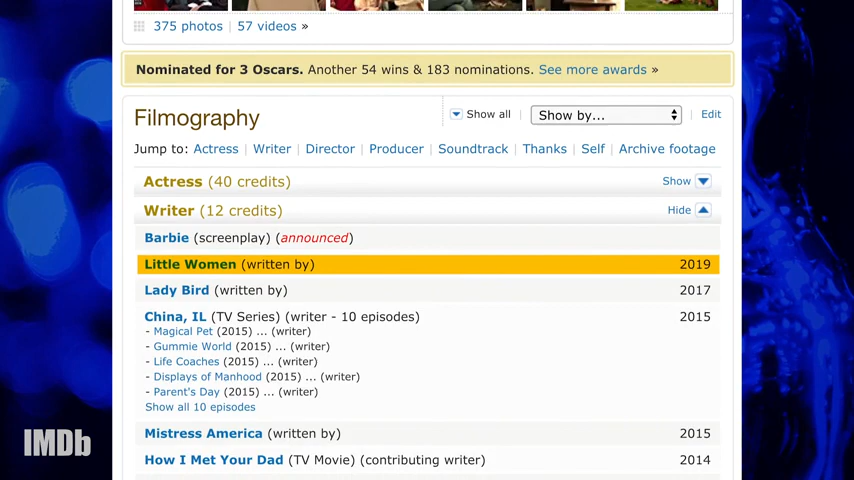 375 photos | 57 videos »
Nominated for 3 Oscars. Another 54 wins & 183 nominations. See more awards »
Filmography
Show all | Show by... | Edit
Jump to: Actress | Writer | Director | Producer | Soundtrack | Thanks | Self | Archive footage
Actress (40 credits) Show
Writer (12 credits) Hide
Barbie (screenplay) (announced)
Little Women (written by) 2019
Lady Bird (written by) 2017
China, IL (TV Series) (writer - 10 episodes) 2015
- Magical Pet (2015) ... (writer)
- Gummie World (2015) ... (writer)
- Life Coaches (2015) ... (writer)
- Displays of Manhood (2015) ... (writer)
- Parent's Day (2015) ... (writer)
Show all 10 episodes
Mistress America (written by) 2015
How I Met Your Dad (TV Movie) (contributing writer) 2014
IMDb